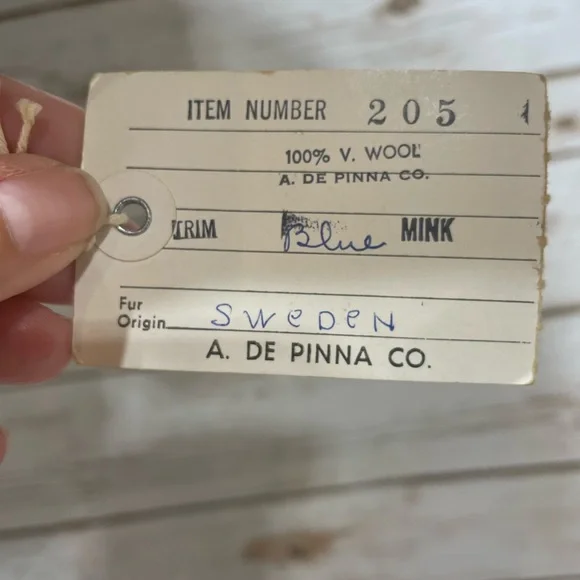 ITEM NUMBER 205
100% V. WOOL
A. DE PINNA CO.
TRIM Blue MINK
Fur
Origin SWEDEN
A. DE PINNA CO.